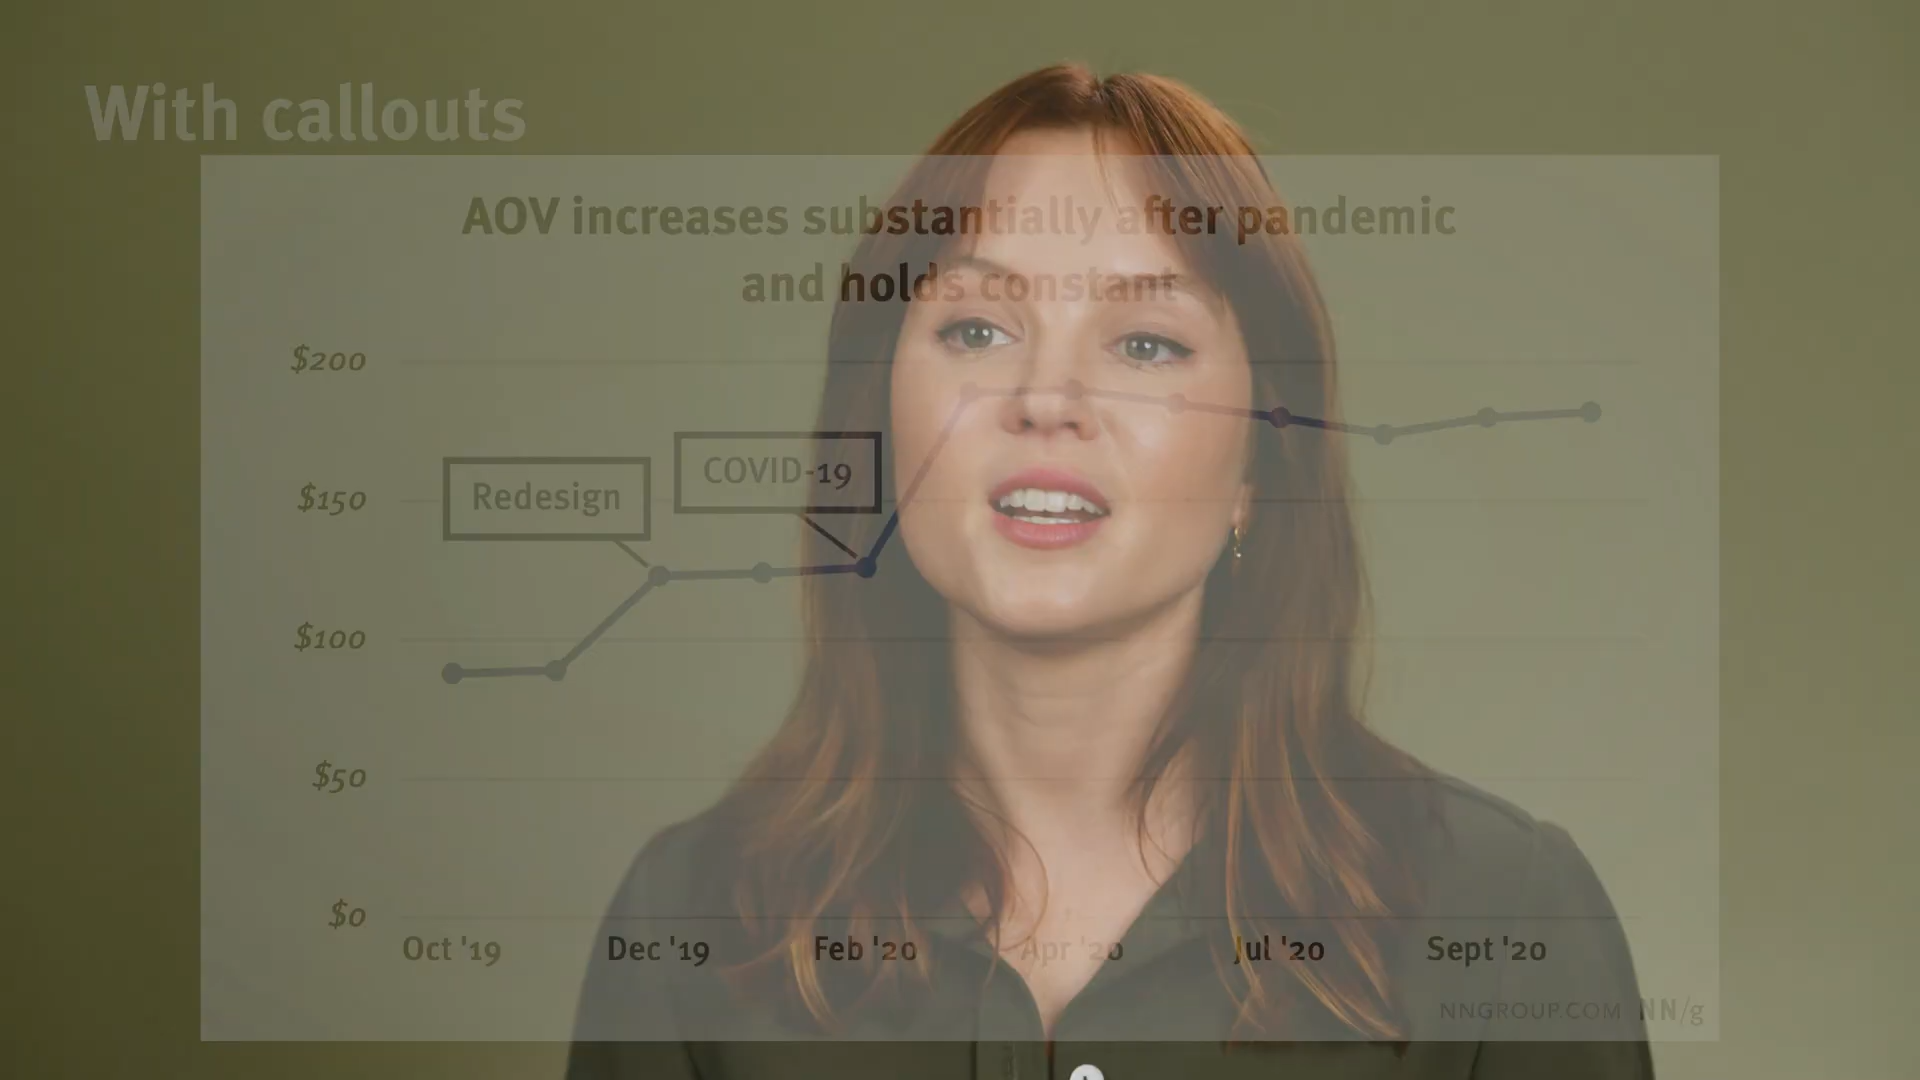 With callouts
AOV increases substantially after pandemic
and holds constant
$200
$150
$100
$50
$0
Redesign
COVID-19
Oct '19
Dec '19
Feb '20
Apr '20
Jul '20
Sept '20
NNGROUP.COM NN/g